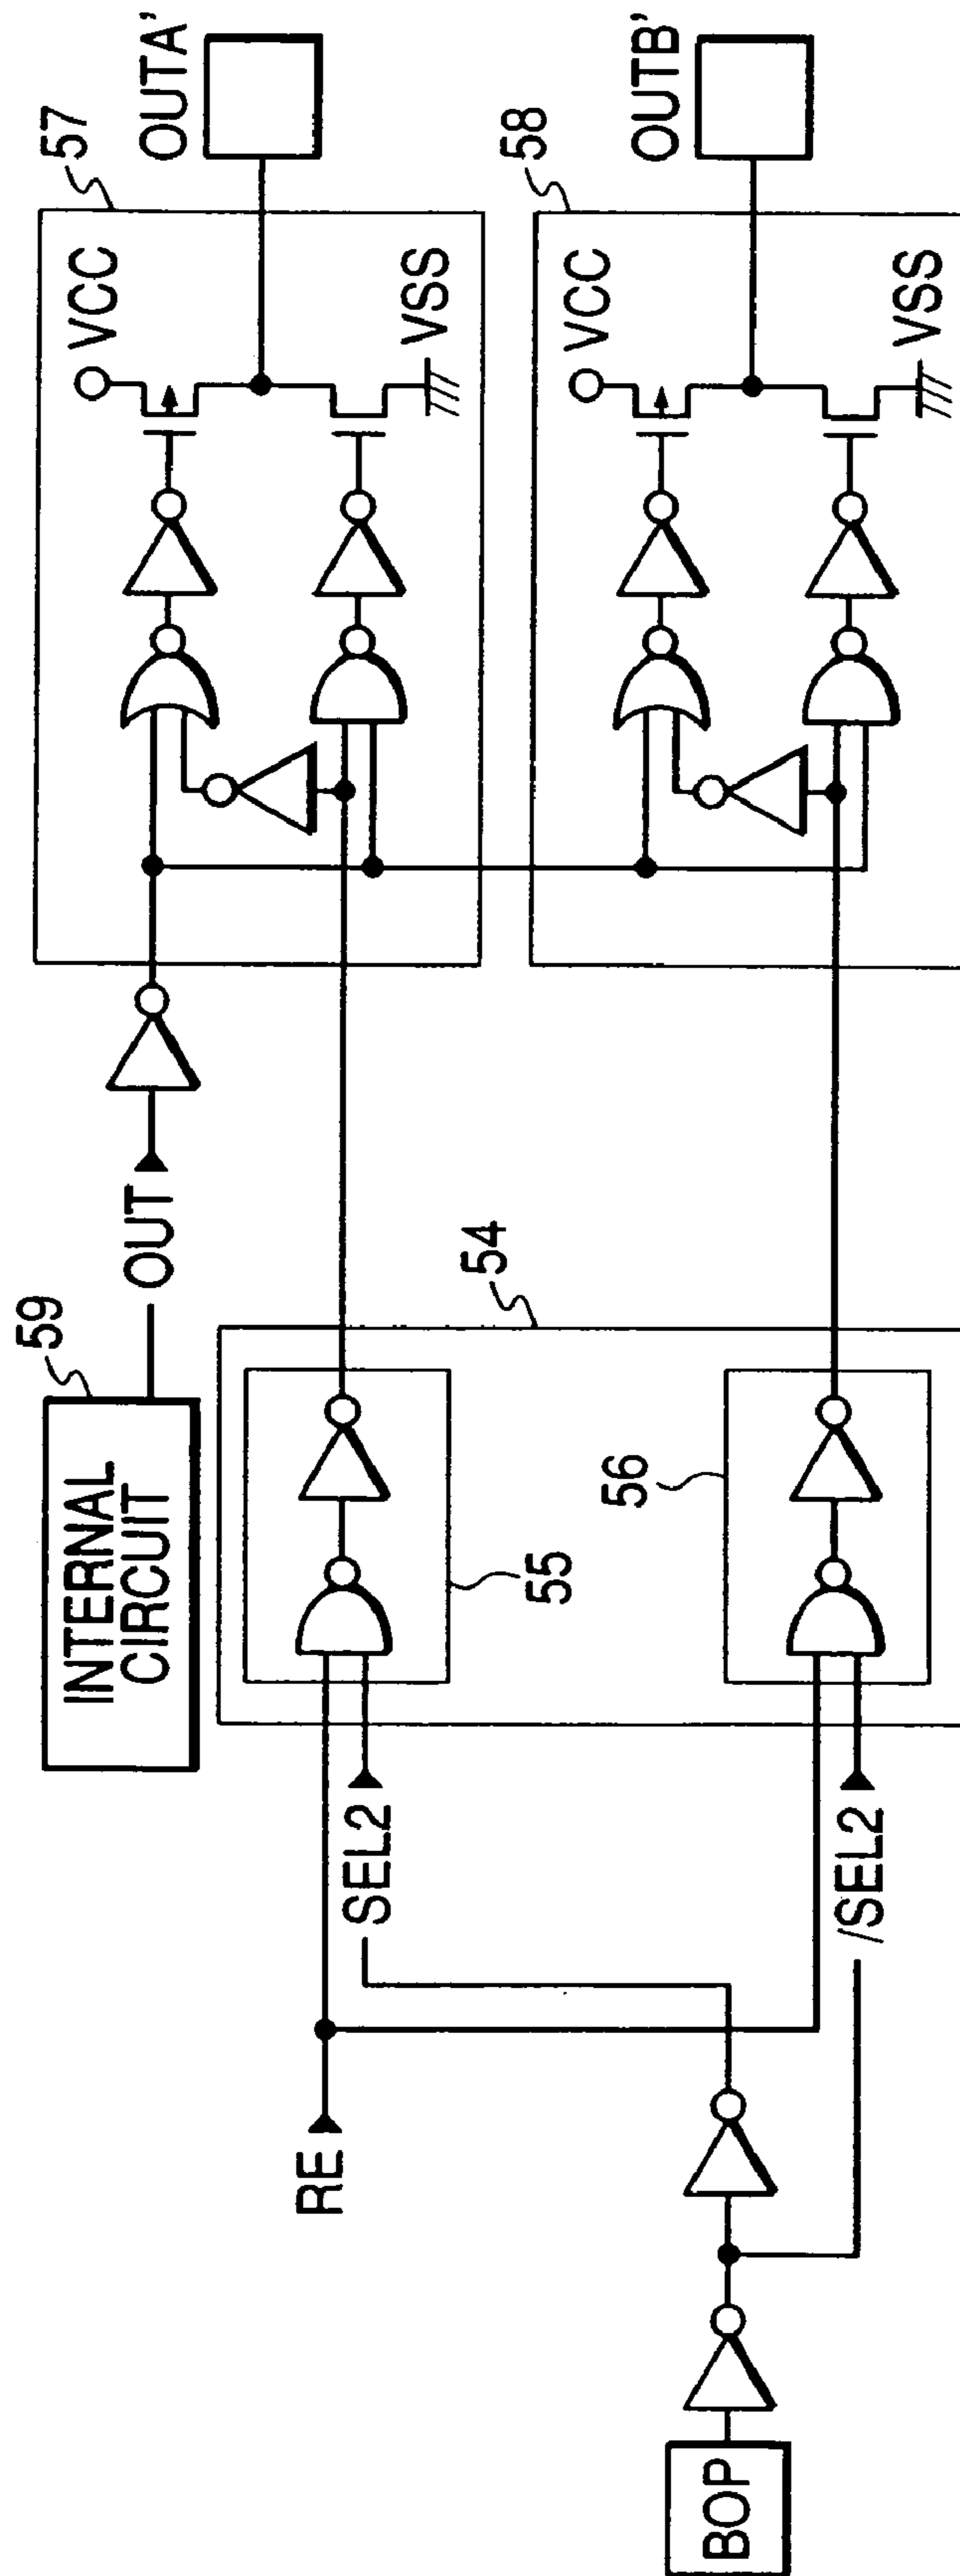 57
OUTA'
VCC
VSS
59
INTERNAL
CIRCUIT
OUT
54
55
SEL2
RE
58
OUTB'
VCC
VSS
56
/SEL2
BOP